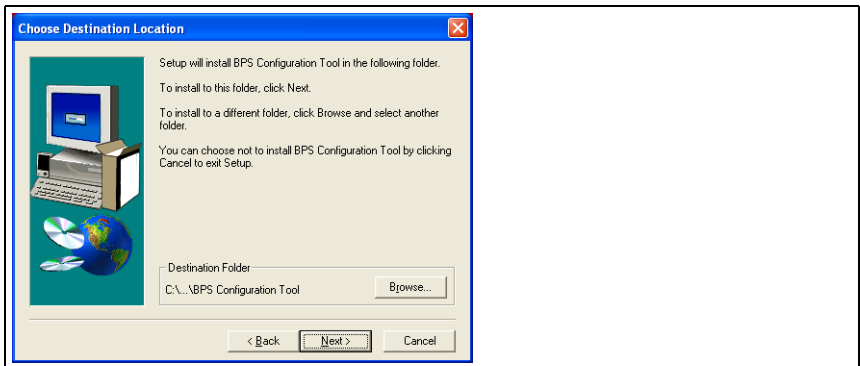 Choose Destination Location
Setup will install BPS Configuration Tool in the following folder.
To install to this folder, click Next.
To install to a different folder, click Browse and select another
folder.
You can choose not to install BPS Configuration Tool by clicking
Cancel to exit Setup.
Destination Folder
C:\...\BPS Configuration Tool
Browse...
< Back
Next >
Cancel